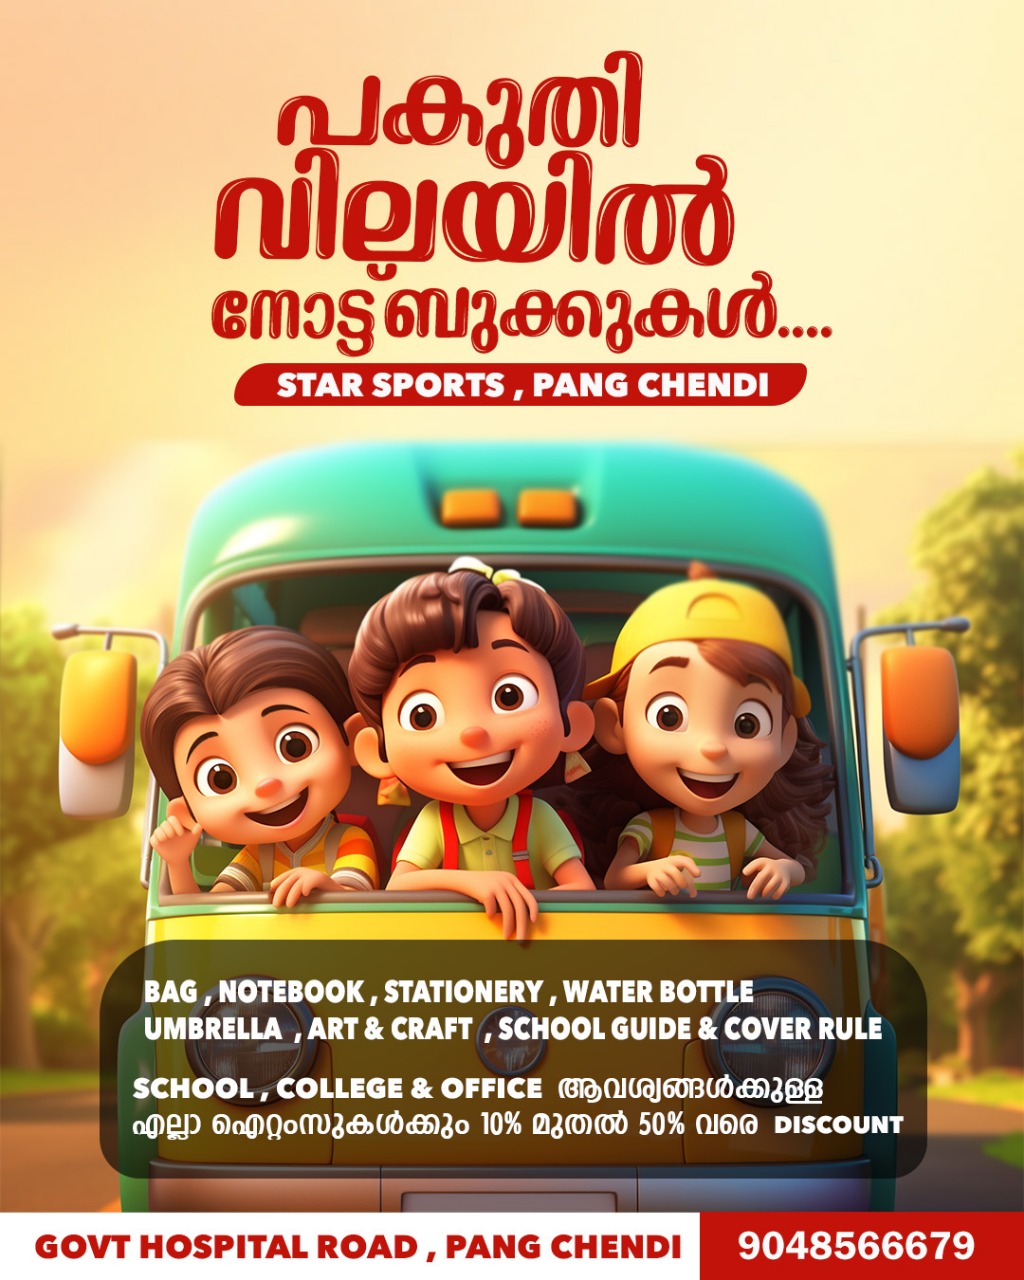 പകുതി
വിലയിൽ
നോട്ട്ബുക്കുകൾ....
STAR SPORTS , PANG CHENDI
BAG , NOTEBOOK , STATIONERY , WATER BOTTLE
UMBRELLA , ART & CRAFT , SCHOOL GUIDE & COVER RULE
SCHOOL , COLLEGE & OFFICE ആവശ്യങ്ങൾക്കുള്ള
എല്ലാ ഐറ്റംസുകൾക്കും 10% മുതൽ 50% വരെ DISCOUNT
GOVT HOSPITAL ROAD , PANG CHENDI 9048566679